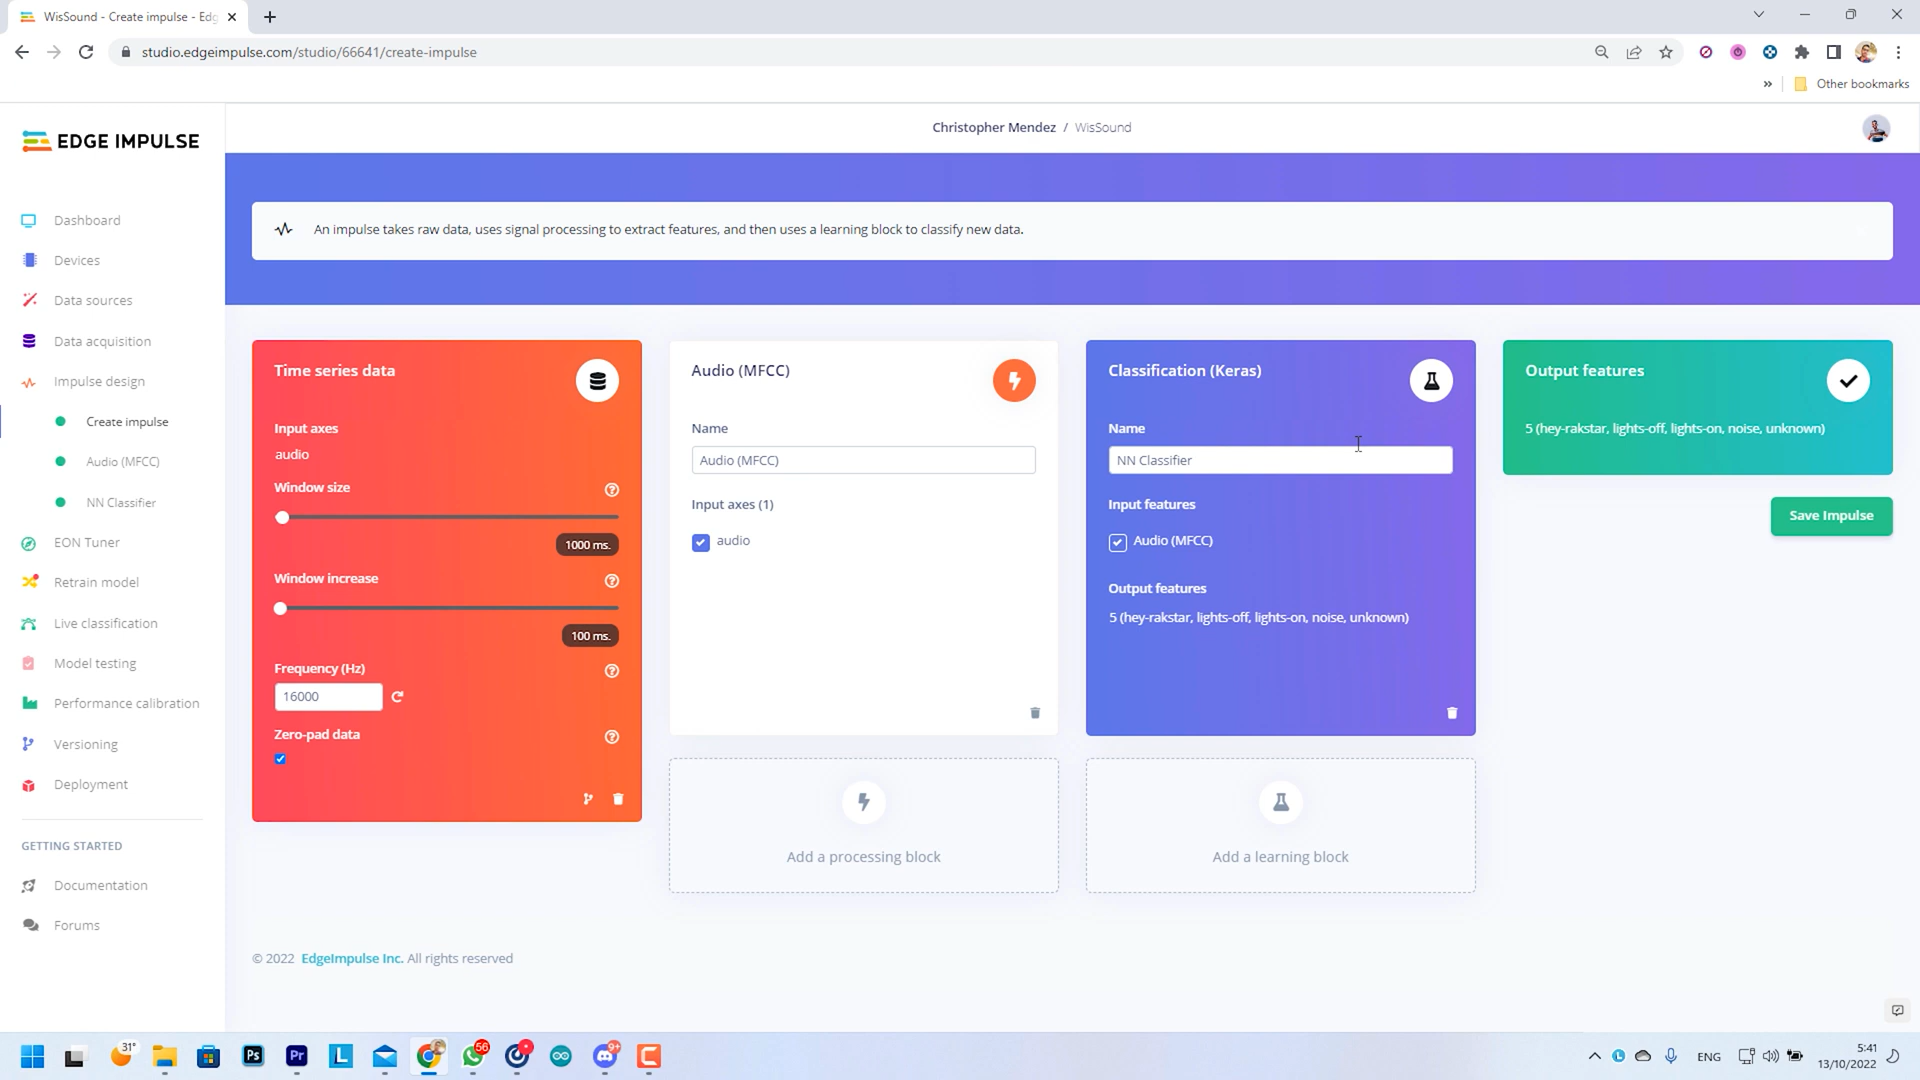 WisSound - Create impulse - Edg
studio.edgeimpulse.com/studio/66641/create-impulse
»
Other bookmarks
EDGE IMPULSE
Christopher Mendez / WisSound
Dashboard
Devices
Data sources
Data acquisition
Impulse design
Create impulse
Audio (MFCC)
NN Classifier
EON Tuner
Retrain model
Live classification
Model testing
Performance calibration
Versioning
Deployment
GETTING STARTED
Documentation
Forums
An impulse takes raw data, uses signal processing to extract features, and then uses a learning block to classify new data.
Time series data
Input axes
audio
Window size
1000 ms.
Window increase
100 ms.
Frequency (Hz)
16000
Zero-pad data
Audio (MFCC)
Name
Audio (MFCC)
Input axes (1)
audio
Add a processing block
Classification (Keras)
Name
NN Classifier
Input features
Audio (MFCC)
Output features
5 (hey-rakstar, lights-off, lights-on, noise, unknown)
Add a learning block
Output features
5 (hey-rakstar, lights-off, lights-on, noise, unknown)
Save Impulse
© 2022 EdgeImpulse Inc. All rights reserved
31°
Ps
Pr
L
56
9+
ENG
5:41
13/10/2022